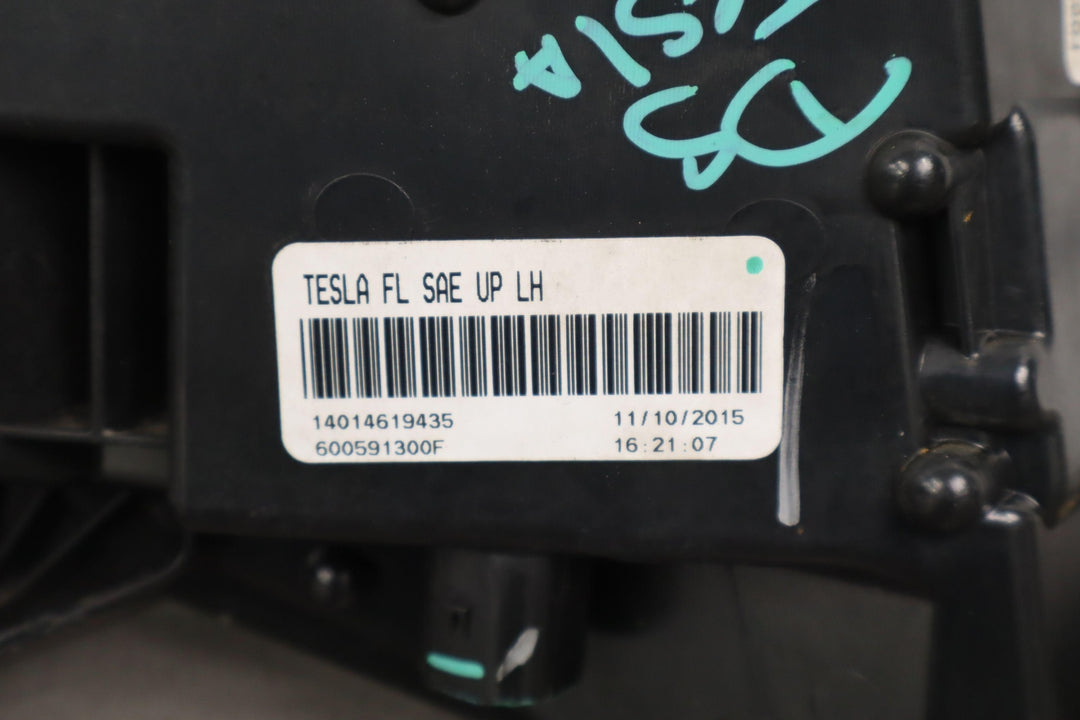 TESLA FL SAE UP LH
14014619435
11/10/2015
600591300F
16:21:07